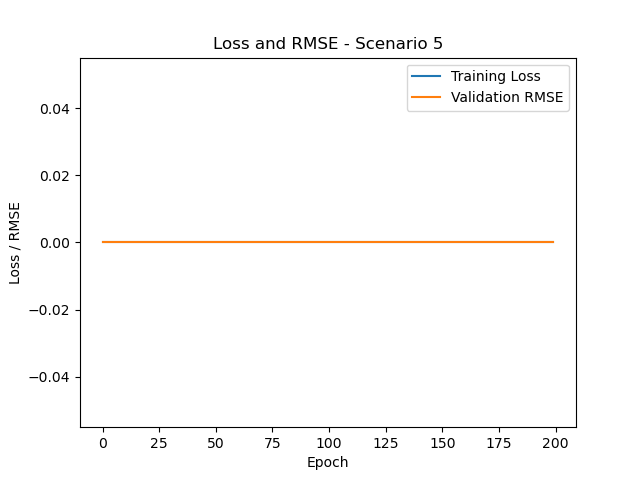 Loss and RMSE - Scenario 5
Training Loss
Validation RMSE
0.04
0.02
0.00
−0.02
−0.04
Loss / RMSE
0 25 50 75 100 125 150 175 200
Epoch